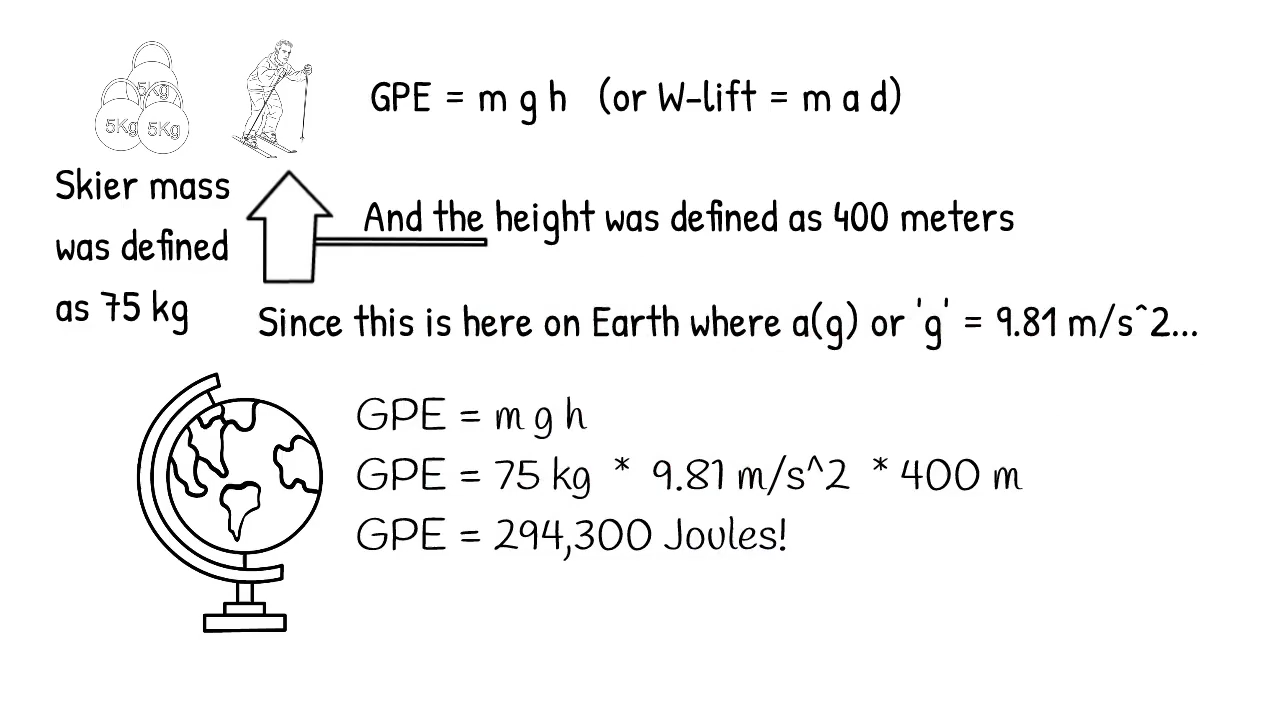 5Kg
5Kg 5Kg
GPE = m g h (or W-lift = m a d)
Skier mass
was defined
as 75 kg
And the height was defined as 400 meters
Since this is here on Earth where a(g) or 'g' = 9.81 m/s^2...
GPE = m g h
GPE = 75 kg * 9.81 m/s^2 * 400 m
GPE = 294,300 Joules!